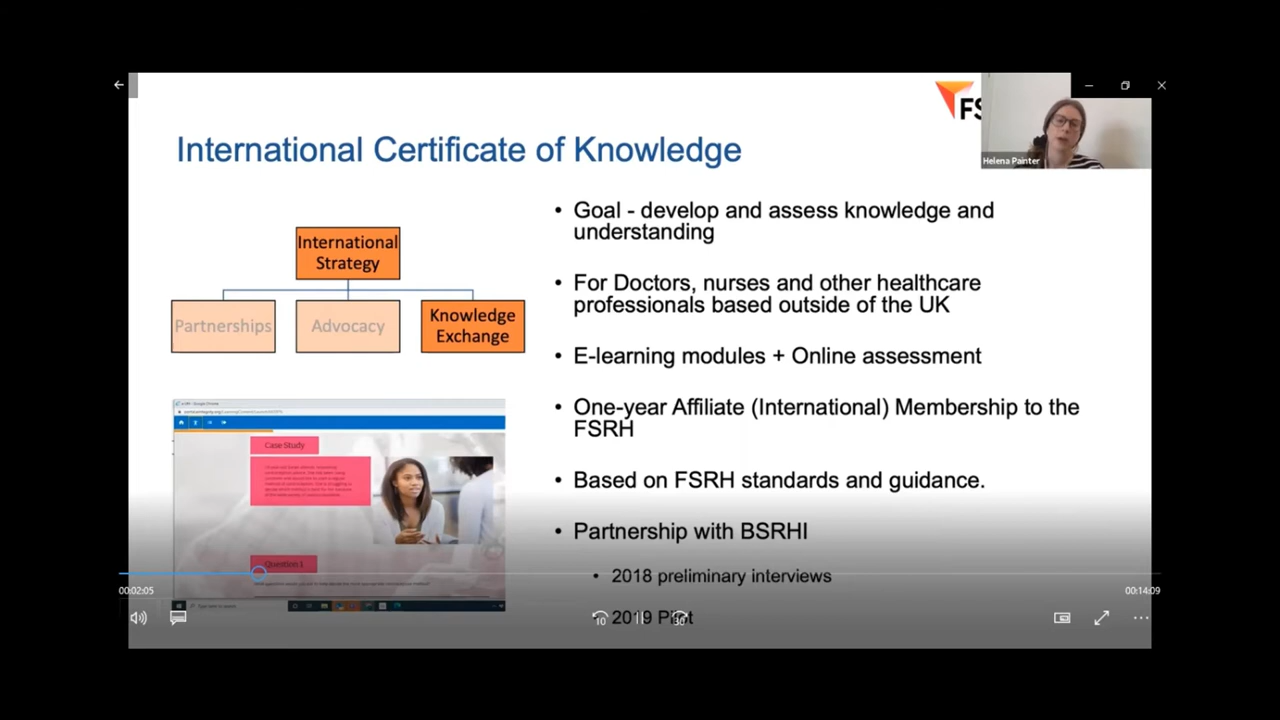 FS
International Certificate of Knowledge
Helena Painter
International
Strategy
Partnerships
Advocacy
Knowledge
Exchange
• Goal - develop and assess knowledge and
understanding
• For Doctors, nurses and other healthcare
professionals based outside of the UK
• E-learning modules + Online assessment
• One-year Affiliate (International) Membership to the
FSRH
• Based on FSRH standards and guidance.
• Partnership with BSRHI
• 2018 preliminary interviews
• 2019 Pilot
Case Study
Question 1
00:02:05
00:14:09
10
30